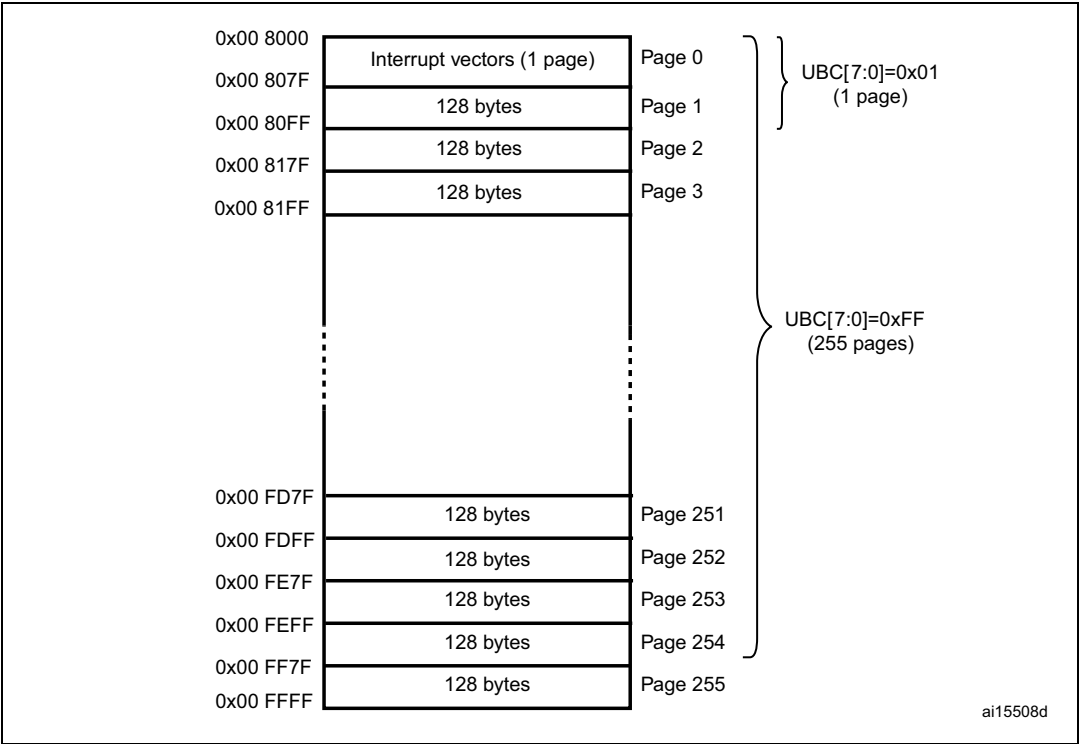 0x00 8000
Interrupt vectors (1 page)
Page 0
UBC[7:0]=0x01
(1 page)
0x00 807F
128 bytes
Page 1
0x00 80FF
128 bytes
Page 2
0x00 817F
128 bytes
Page 3
0x00 81FF
UBC[7:0]=0xFF
(255 pages)
0x00 FD7F
128 bytes
Page 251
0x00 FDFF
128 bytes
Page 252
0x00 FE7F
128 bytes
Page 253
0x00 FEFF
128 bytes
Page 254
0x00 FF7F
128 bytes
Page 255
0x00 FFFF
ai15508d